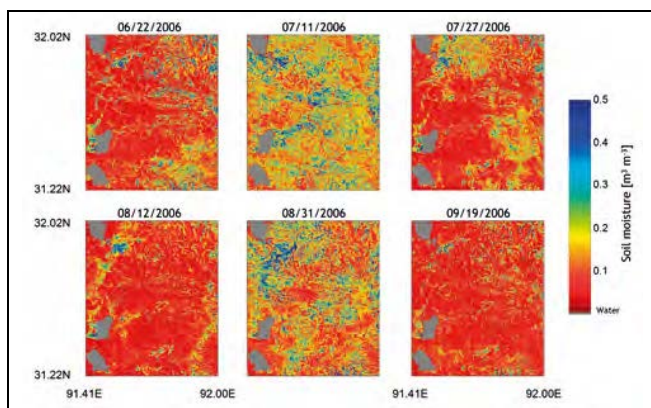 06/22/2006 07/11/2006 07/27/2006
32.02N
31.22N
08/12/2006 08/31/2006 09/19/2006
32.02N
31.22N
91.41E 92.00E 91.41E 92.00E
0.5
0.4
0.3
0.2
0.1
Water
Soil moisture [m³ m⁻³]